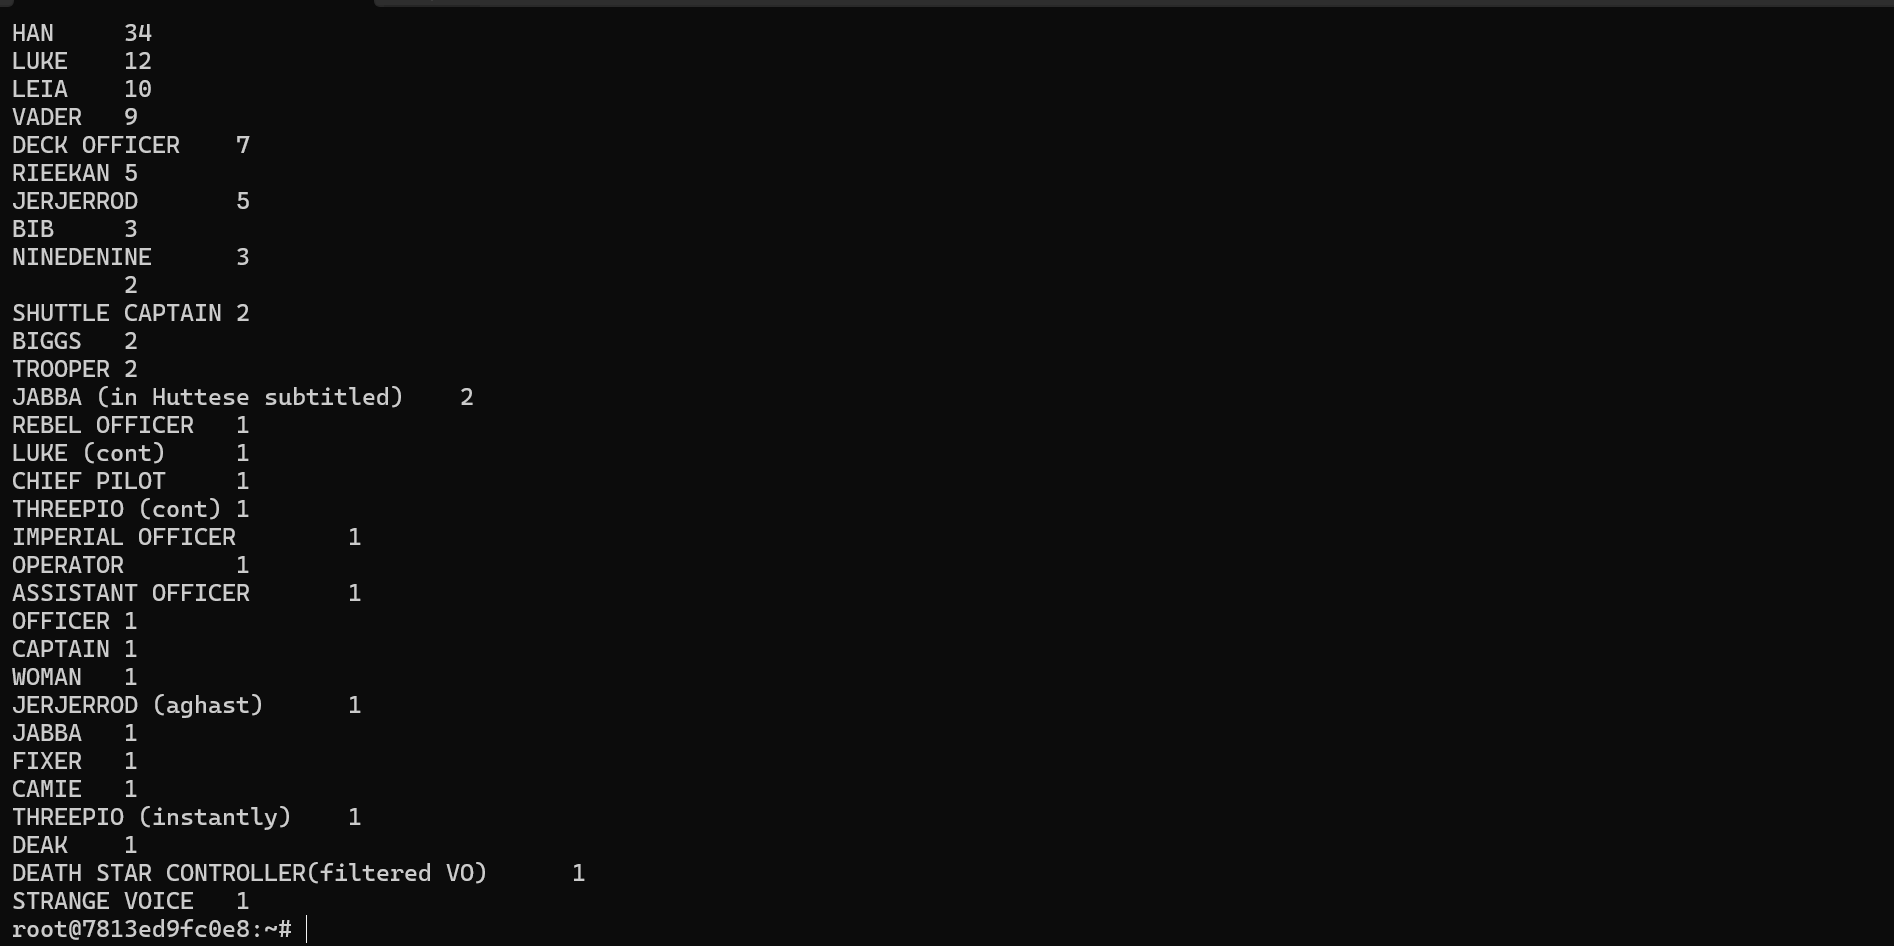 HAN     34
LUKE    12
LEIA    10
VADER   9
DECK OFFICER    7
RIEEKAN 5
JERJERROD       5
BIB     3
NINEDENINE      3
        2
SHUTTLE CAPTAIN 2
BIGGS   2
TROOPER 2
JABBA (in Huttese subtitled)    2
REBEL OFFICER   1
LUKE (cont)     1
CHIEF PILOT     1
THREEPIO (cont) 1
IMPERIAL OFFICER        1
OPERATOR        1
ASSISTANT OFFICER       1
OFFICER 1
CAPTAIN 1
WOMAN   1
JERJERROD (aghast)      1
JABBA   1
FIXER   1
CAMIE   1
THREEPIO (instantly)    1
DEAK    1
DEATH STAR CONTROLLER(filtered VO)      1
STRANGE VOICE   1
root@7813ed9fc0e8:~#